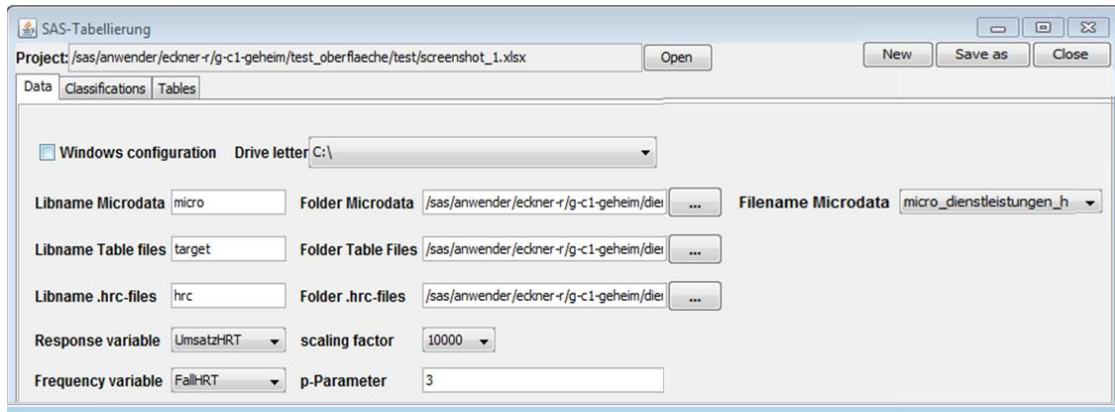 SAS-Tabellierung
Project: /sas/anwender/eckner-r/g-c1-geheim/test_oberflaeche/test/screenshot_1.xlsx Open New Save as Close
Data Classifications Tables
Windows configuration Drive letter C:\
Libname Microdata micro Folder Microdata /sas/anwender/eckner-r/g-c1-geheim/dier ... Filename Microdata micro_dienstleistungen_h
Libname Table files target Folder Table Files /sas/anwender/eckner-r/g-c1-geheim/dier ...
Libname .hrc-files hrc Folder .hrc-files /sas/anwender/eckner-r/g-c1-geheim/dier ...
Response variable UmsatzHRT scaling factor 10000
Frequency variable FallHRT p-Parameter 3